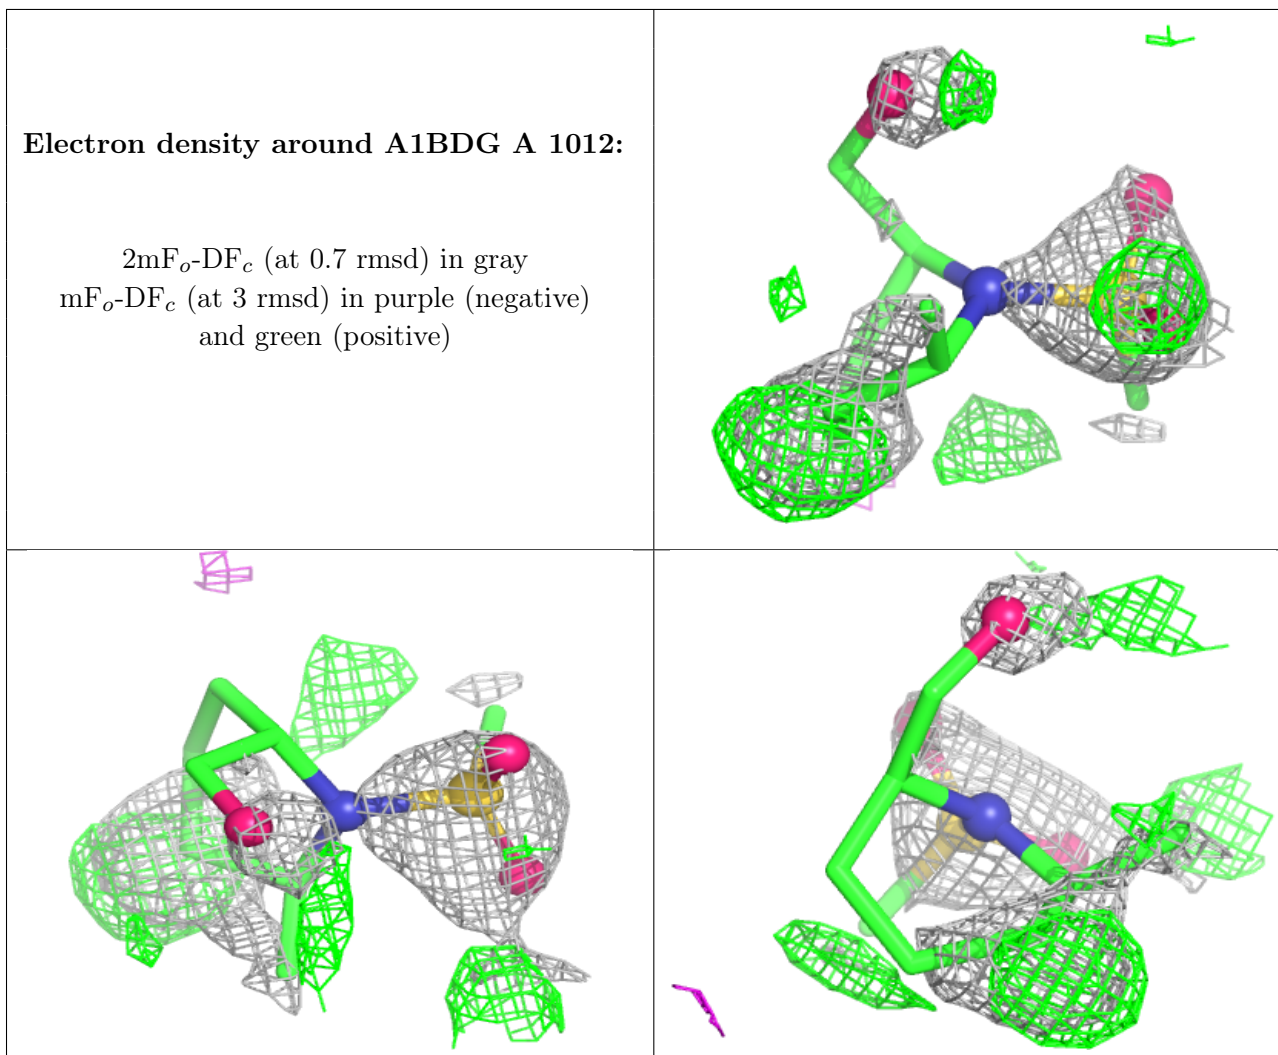 Electron density around A1BDG A 1012:
2mFo-DFc (at 0.7 rmsd) in gray
mFo-DFc (at 3 rmsd) in purple (negative)
and green (positive)